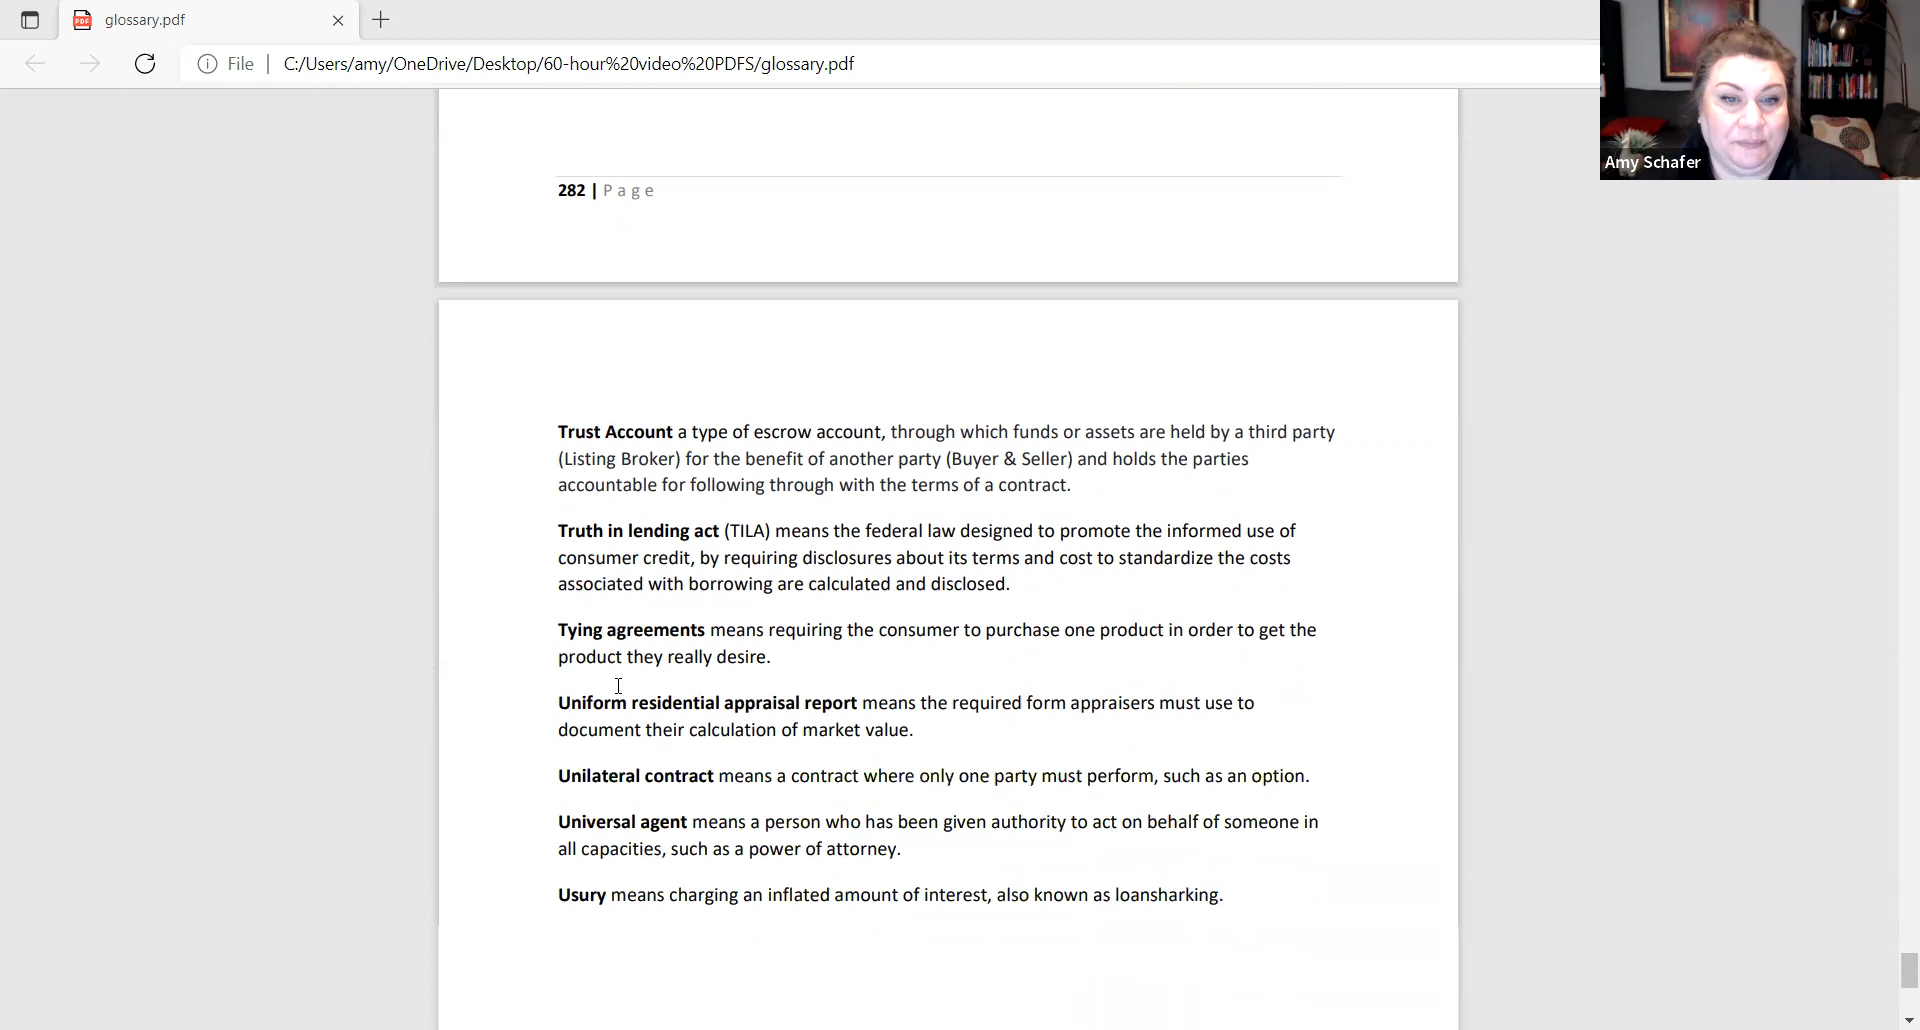 glossary.pdf
File | C:/Users/amy/OneDrive/Desktop/60-hour%20video%20PDFS/glossary.pdf
Amy Schafer
282 | Page
Trust Account a type of escrow account, through which funds or assets are held by a third party
(Listing Broker) for the benefit of another party (Buyer & Seller) and holds the parties
accountable for following through with the terms of a contract.
Truth in lending act (TILA) means the federal law designed to promote the informed use of
consumer credit, by requiring disclosures about its terms and cost to standardize the costs
associated with borrowing are calculated and disclosed.
Tying agreements means requiring the consumer to purchase one product in order to get the
product they really desire.
Uniform residential appraisal report means the required form appraisers must use to
document their calculation of market value.
Unilateral contract means a contract where only one party must perform, such as an option.
Universal agent means a person who has been given authority to act on behalf of someone in
all capacities, such as a power of attorney.
Usury means charging an inflated amount of interest, also known as loansharking.